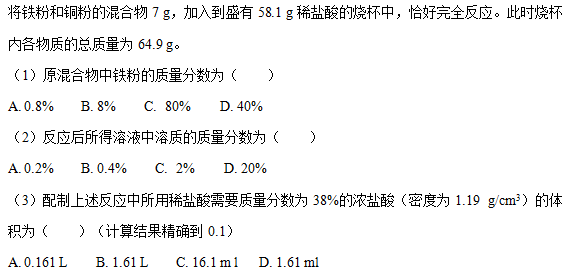 将铁粉和铜粉的混合物 7 g，加入到盛有 58.1 g 稀盐酸的烧杯中，恰好完全反应。此时烧杯
内各物质的总质量为 64.9 g。
（1）原混合物中铁粉的质量分数为（　　）
A. 0.8%　　B. 8%　　C. 80%　　D. 40%
（2）反应后所得溶液中溶质的质量分数为（　　）
A. 0.2%　　B. 0.4%　　C. 2%　　D. 20%
（3）配制上述反应中所用稀盐酸需要质量分数为 38%的浓盐酸（密度为 1.19 g/cm³）的体
积为（　　）（计算结果精确到 0.1）
A. 0.161 L　　B. 1.61 L　　C. 16.1 m l　　D. 1.61 ml